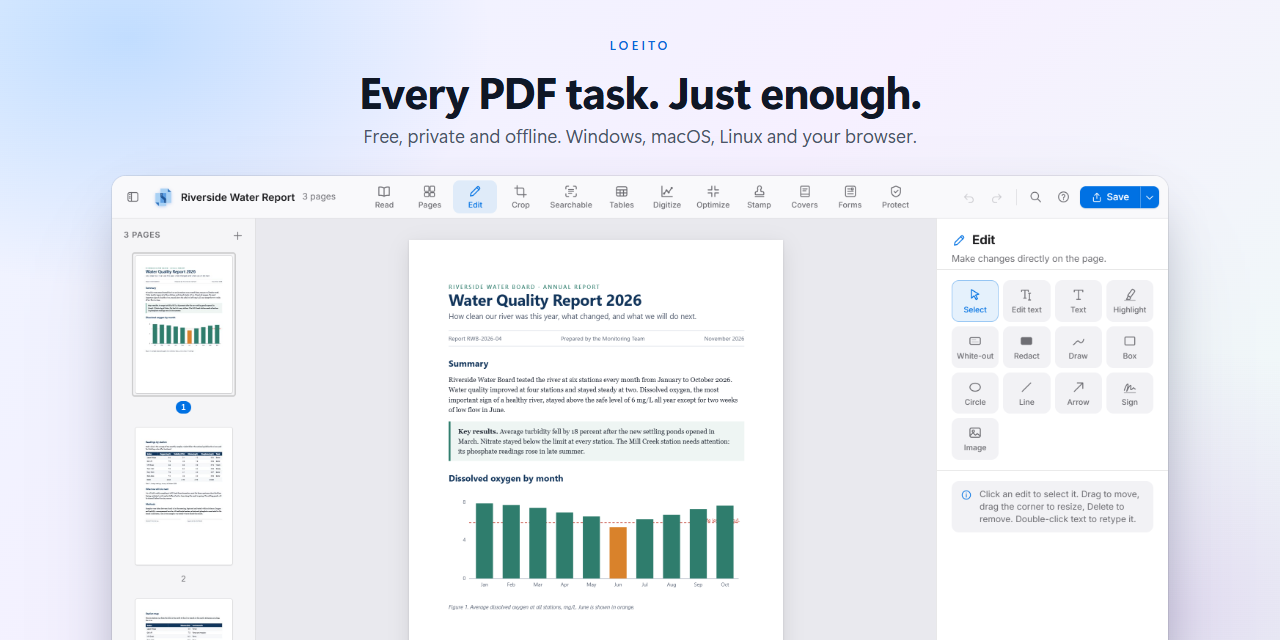 LOEITO
Every PDF task. Just enough.
Free, private and offline. Windows, macOS, Linux and your browser.
Riverside Water Report 3 pages
Read Pages Edit Crop Searchable Tables Digitize Optimize Stamp Covers Forms Protect
Save
3 PAGES
Water Quality Report 2026
1
2
RIVERSIDE WATER BOARD · ANNUAL REPORT
Water Quality Report 2026
How clean our river was this year, what changed, and what we will do next.
Report RWB-2026-04 Prepared by the Monitoring Team November 2026
Summary
Riverside Water Board tested the river at six stations every month from January to October 2026.
Water quality improved at four stations and stayed steady at two. Dissolved oxygen, the most
important sign of a healthy river, stayed above the safe level of 6 mg/L all year except for two weeks
of low flow in June.
Key results. Average turbidity fell by 18 percent after the new settling ponds opened in
March. Nitrate stayed below the limit at every station. The Mill Creek station needs attention:
its phosphate readings rose in late summer.
Dissolved oxygen by month
8
4
0
Jan Feb Mar Apr May Jun Jul Aug Sep Oct
Figure 1. Average dissolved oxygen at all stations, mg/L. June is shown in orange.
Edit
Make changes directly on the page.
Select Edit text Text Highlight
White-out Redact Draw Box
Circle Line Arrow Sign
Image
Click an edit to select it. Drag to move,
drag the corner to resize, Delete to
remove. Double-click text to retype it.